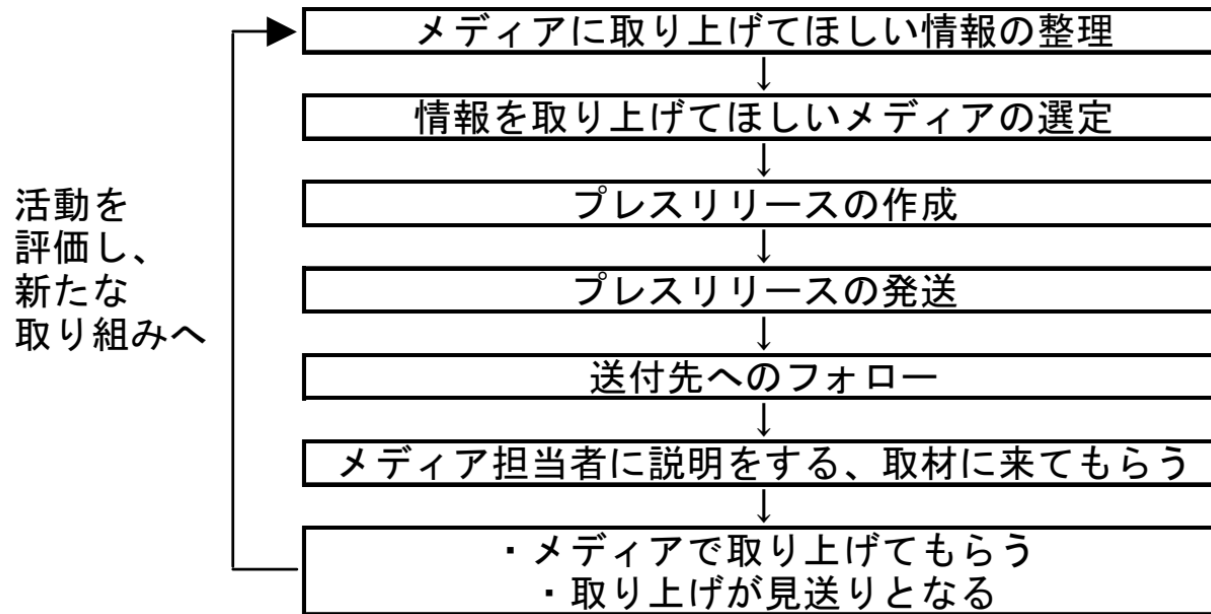 メディアに取り上げてほしい情報の整理
↓
情報を取り上げてほしいメディアの選定
↓
プレスリリースの作成
↓
プレスリリースの発送
↓
送付先へのフォロー
↓
メディア担当者に説明をする、取材に来てもらう
↓
・メディアで取り上げてもらう
・取り上げが見送りとなる
活動を
評価し、
新たな
取り組みへ